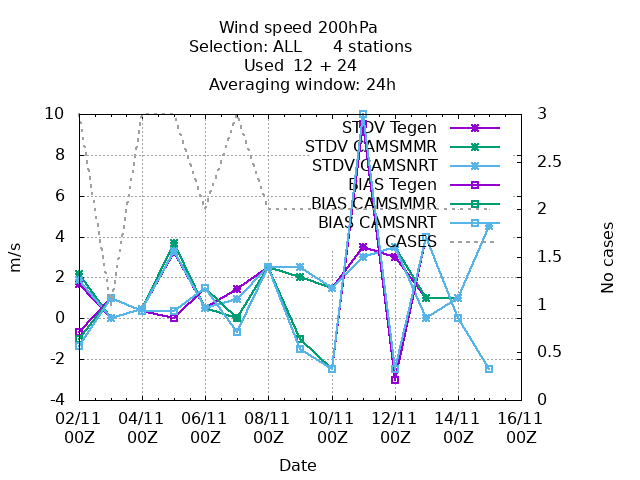 Wind speed 200hPa
Selection: ALL 4 stations
Used 12 + 24
Averaging window: 24h
10 3
STDV Tegen
STDV CAMSMMR
8 2.5
STDV CAMSNRT
BIAS Tegen
6
BIAS CAMSMMR
2
BIAS CAMSNRT
CASES
4
1.5
m/s
No cases
2
1
0
0.5
-2
-4 0
02/11 04/11 06/11 08/11 10/11 12/11 14/11 16/11
00Z 00Z 00Z 00Z 00Z 00Z 00Z 00Z
Date